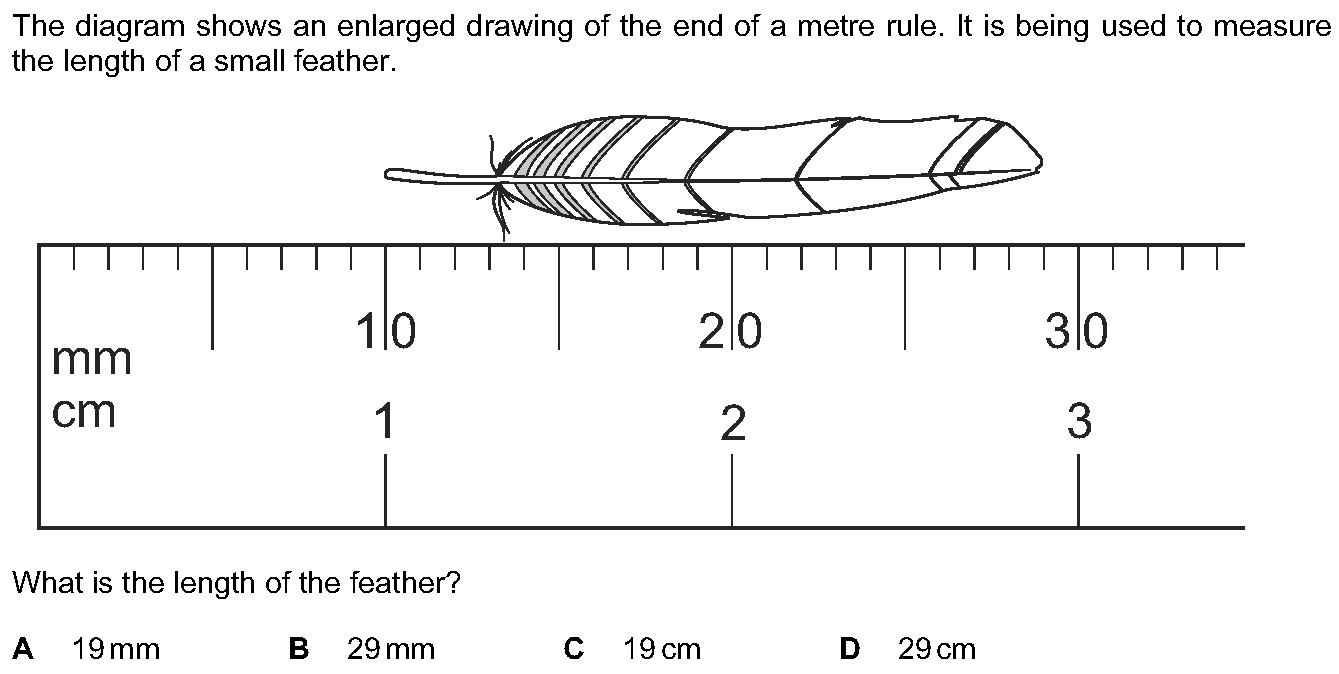 The diagram shows an enlarged drawing of the end of a metre rule. It is being used to measure
the length of a small feather.
10 20 30
mm
cm
1 2 3
What is the length of the feather?
A 19 mm B 29 mm C 19 cm D 29 cm